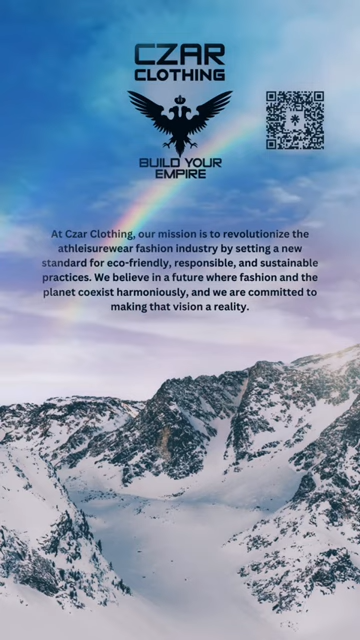 CZAR
CLOTHING
BUILD YOUR
EMPIRE
At Czar Clothing, our mission is to revolutionize the
athleisurewear fashion industry by setting a new
standard for eco-friendly, responsible, and sustainable
practices. We believe in a future where fashion and the
planet coexist harmoniously, and we are committed to
making that vision a reality.